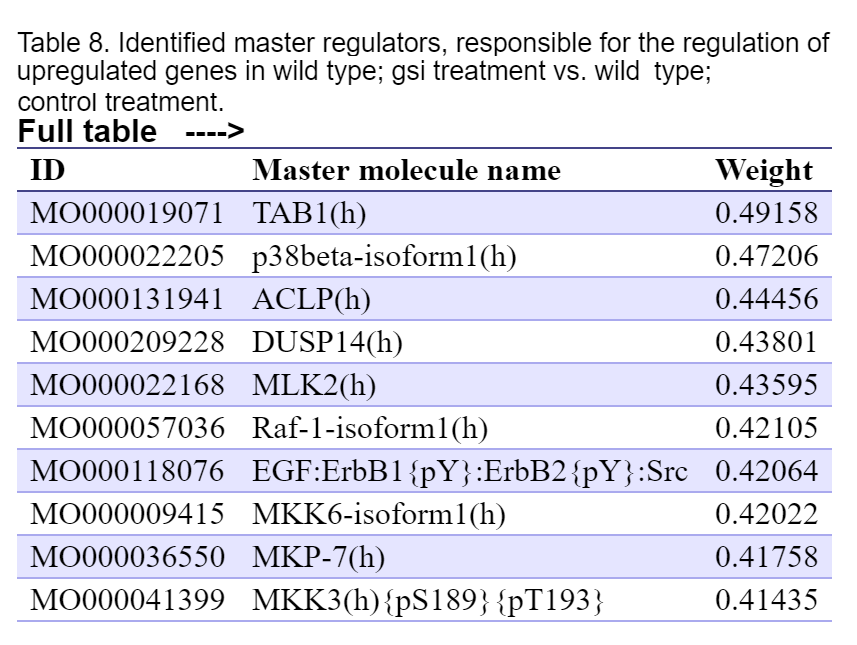 Table 8. Identified master regulators, responsible for the regulation of
upregulated genes in wild type; gsi treatment vs. wild type;
control treatment.
Full table ---->
ID Master molecule name Weight
MO000019071 TAB1(h) 0.49158
MO000022205 p38beta-isoform1(h) 0.47206
MO000131941 ACLP(h) 0.44456
MO000209228 DUSP14(h) 0.43801
MO000022168 MLK2(h) 0.43595
MO000057036 Raf-1-isoform1(h) 0.42105
MO000118076 EGF:ErbB1{pY}:ErbB2{pY}:Src 0.42064
MO000009415 MKK6-isoform1(h) 0.42022
MO000036550 MKP-7(h) 0.41758
MO000041399 MKK3(h){pS189}{pT193} 0.41435